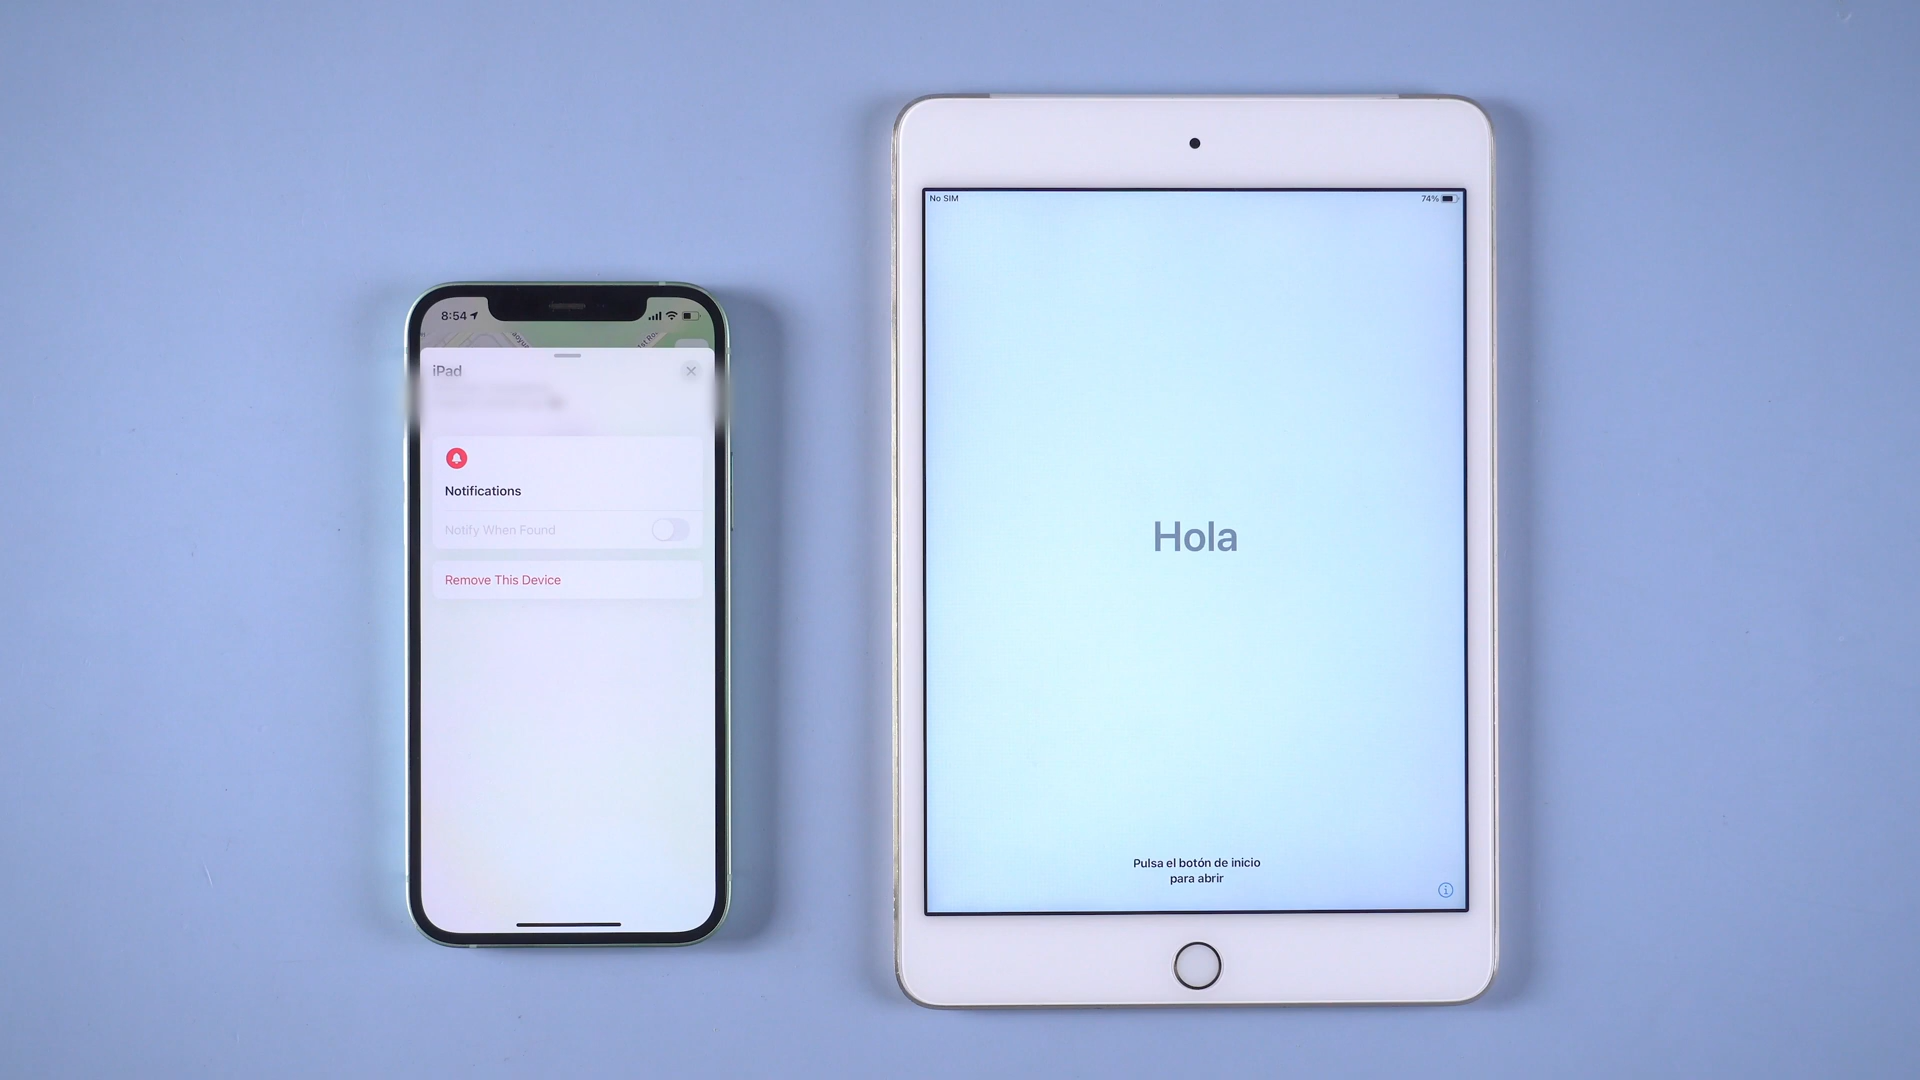 8:54
iPad
Notifications
Notify When Found
Remove This Device
No SIM
74%
Hola
Pulsa el botón de inicio
para abrir